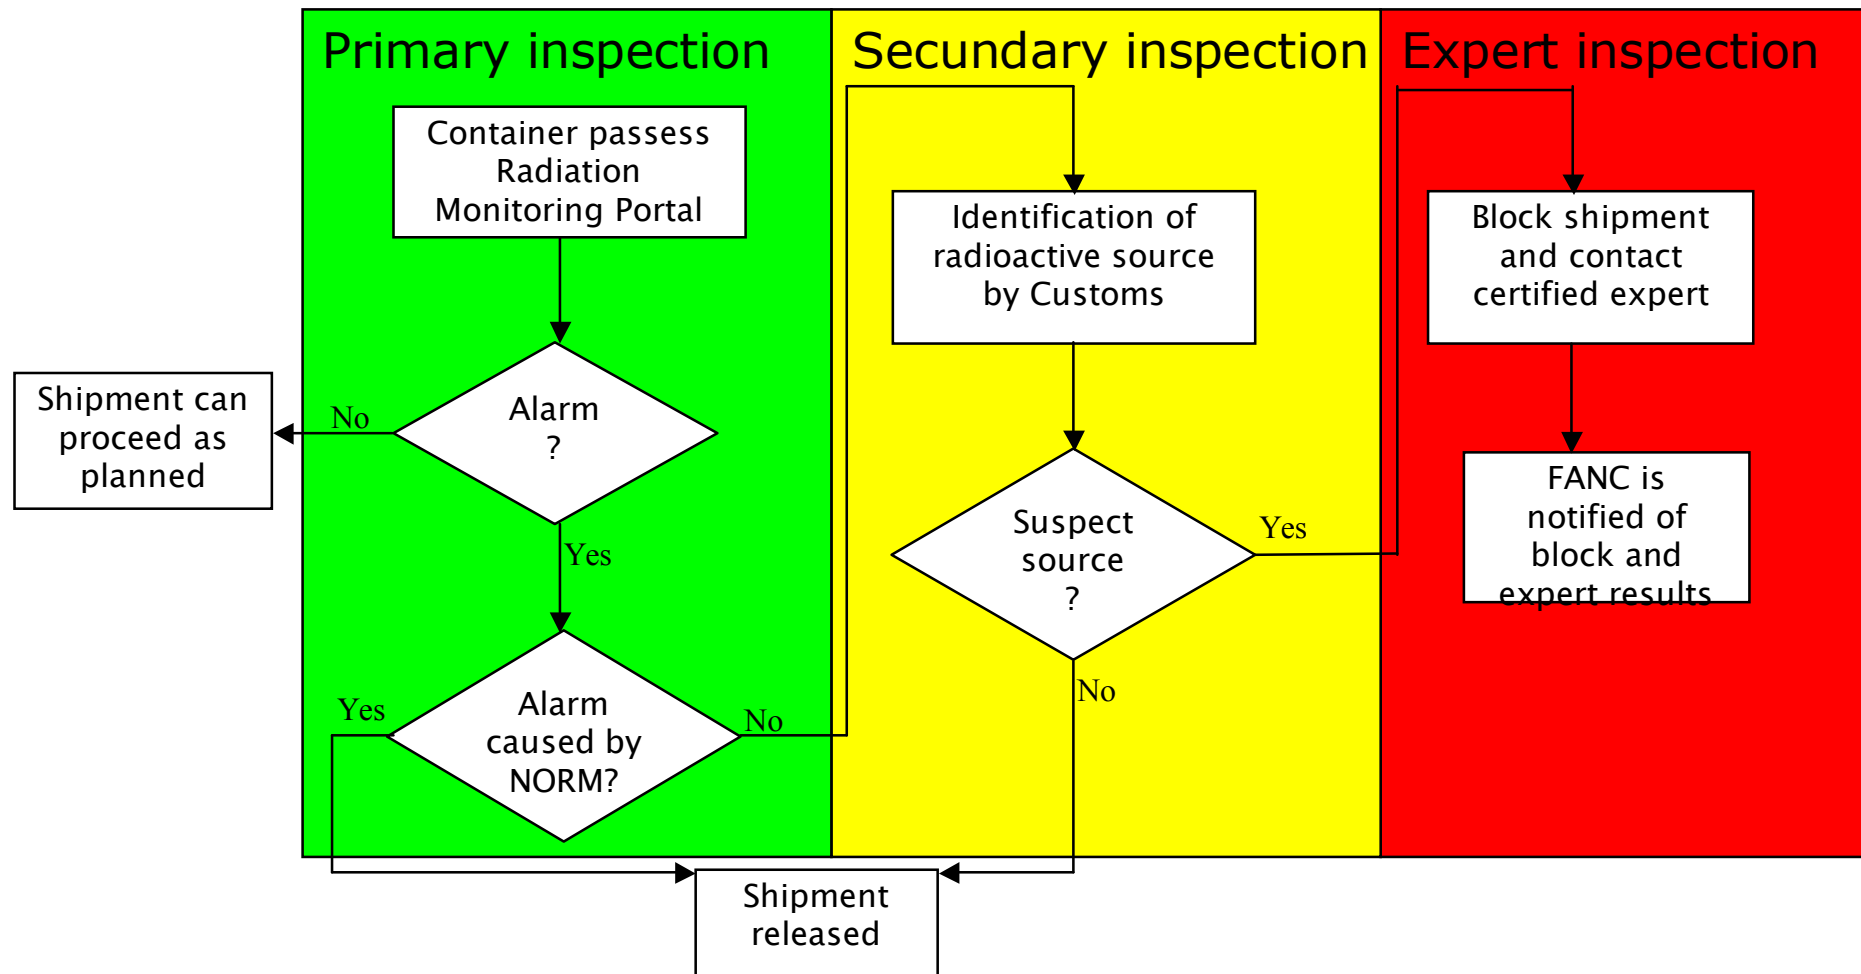 Primary inspection
Container passess
Radiation
Monitoring Portal
Alarm
?
No
Shipment can
proceed as
planned
Yes
Alarm
caused by
NORM?
Yes
No
Secundary inspection
Identification of
radioactive source
by Customs
Suspect
source
?
Yes
No
Shipment
released
Expert inspection
Block shipment
and contact
certified expert
FANC is
notified of
block and
expert results